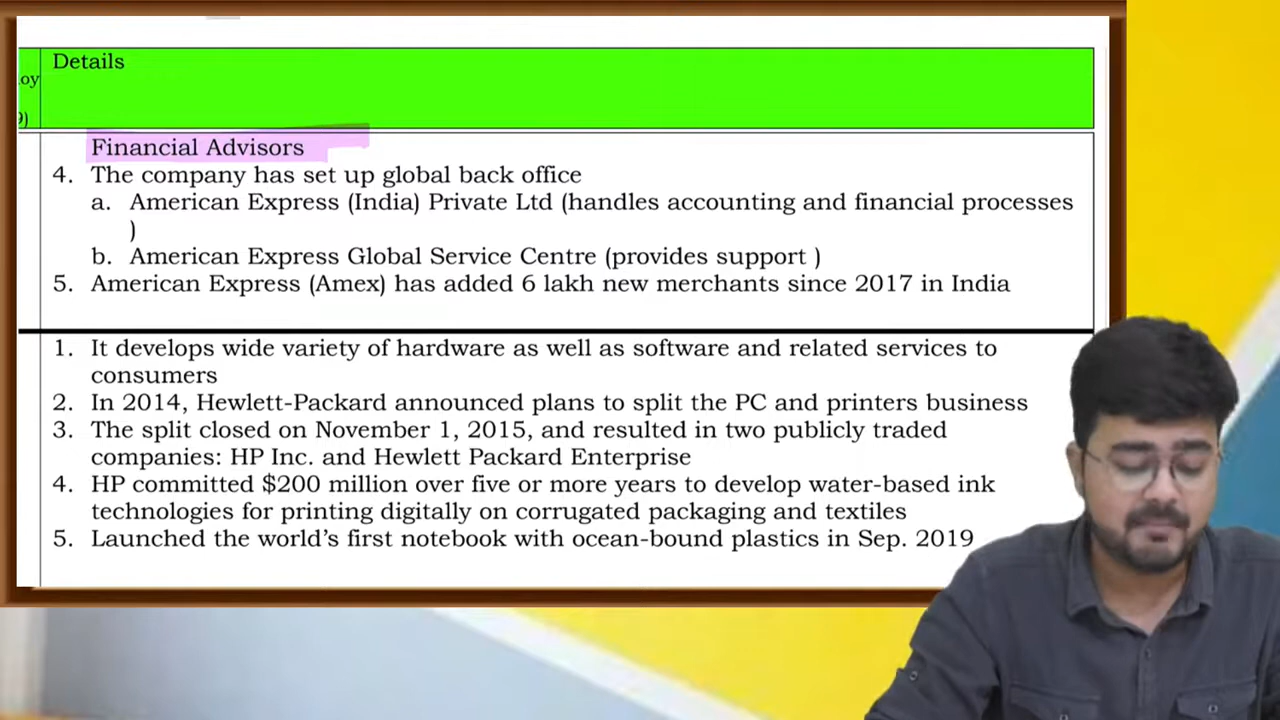 Details
oy
9)
Financial Advisors
4. The company has set up global back office
a. American Express (India) Private Ltd (handles accounting and financial processes
)
b. American Express Global Service Centre (provides support )
5. American Express (Amex) has added 6 lakh new merchants since 2017 in India
1. It develops wide variety of hardware as well as software and related services to
consumers
2. In 2014, Hewlett-Packard announced plans to split the PC and printers business
3. The split closed on November 1, 2015, and resulted in two publicly traded
companies: HP Inc. and Hewlett Packard Enterprise
4. HP committed $200 million over five or more years to develop water-based ink
technologies for printing digitally on corrugated packaging and textiles
5. Launched the world's first notebook with ocean-bound plastics in Sep. 2019